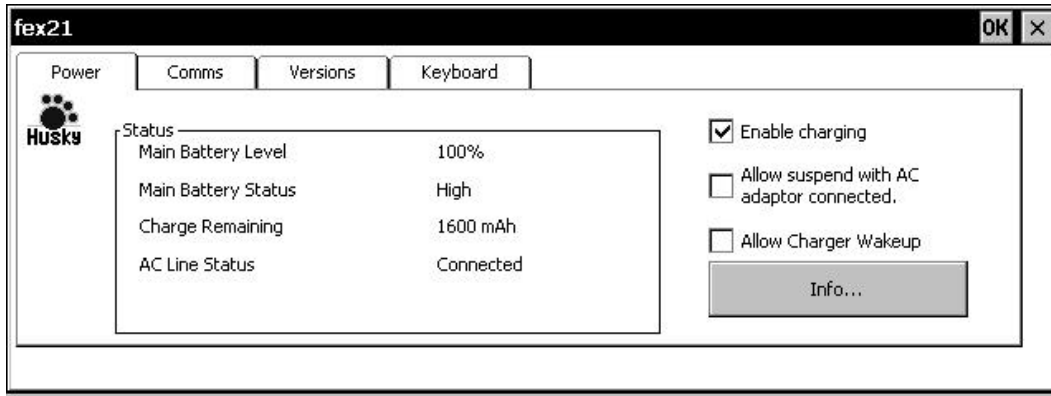 fex21 OK ×
Power Comms Versions Keyboard
Husky
Status
Main Battery Level 100%
Main Battery Status High
Charge Remaining 1600 mAh
AC Line Status Connected
Enable charging
Allow suspend with AC
adaptor connected.
Allow Charger Wakeup
Info...